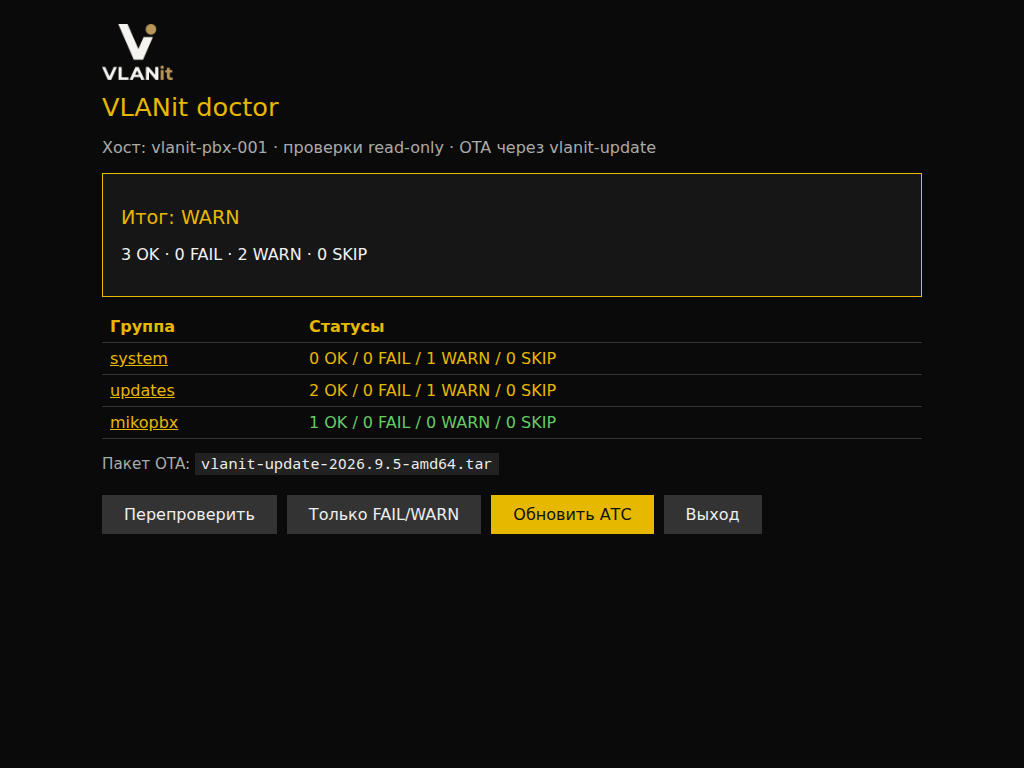 VLANit
VLANit doctor
Хост: vlanit-pbx-001 · проверки read-only · OTA через vlanit-update
Итог: WARN
3 OK · 0 FAIL · 2 WARN · 0 SKIP
Группа Статусы
system 0 OK / 0 FAIL / 1 WARN / 0 SKIP
updates 2 OK / 0 FAIL / 1 WARN / 0 SKIP
mikopbx 1 OK / 0 FAIL / 0 WARN / 0 SKIP
Пакет OTA: vlanit-update-2026.9.5-amd64.tar
Перепроверить Только FAIL/WARN Обновить АТС Выход